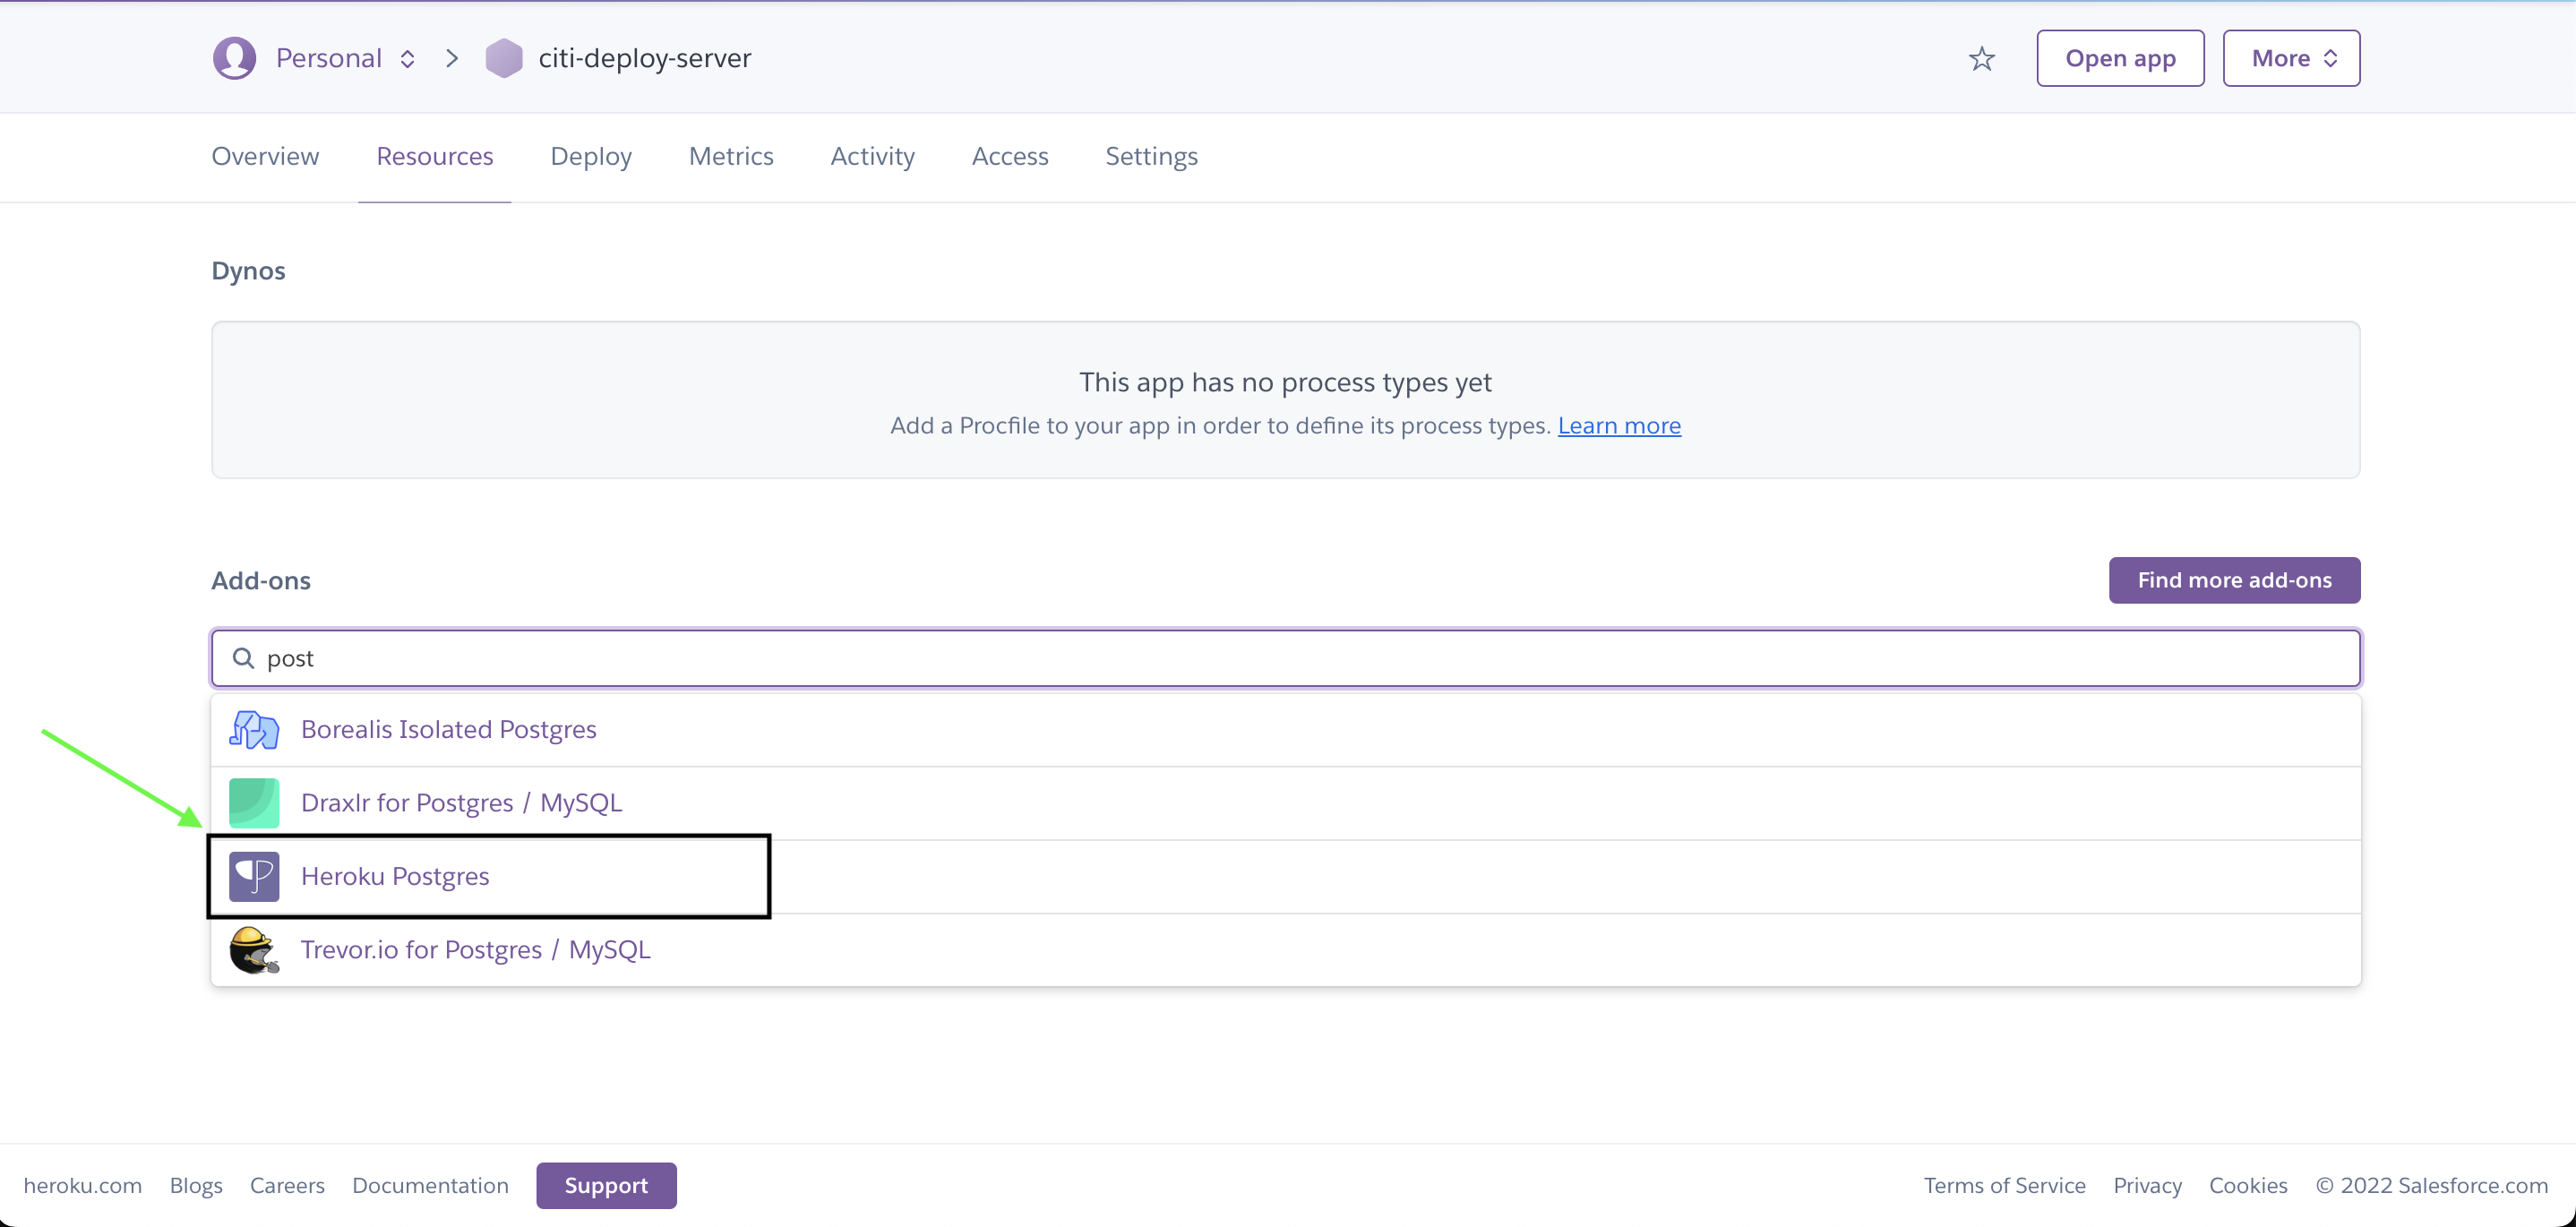 Personal
citi-deploy-server
Open app
More
Overview
Resources
Deploy
Metrics
Activity
Access
Settings
Dynos
This app has no process types yet
Add a Procfile to your app in order to define its process types. Learn more
Add-ons
Find more add-ons
post
Borealis Isolated Postgres
Draxlr for Postgres / MySQL
Heroku Postgres
Trevor.io for Postgres / MySQL
heroku.com
Blogs
Careers
Documentation
Support
Terms of Service
Privacy
Cookies
© 2022 Salesforce.com